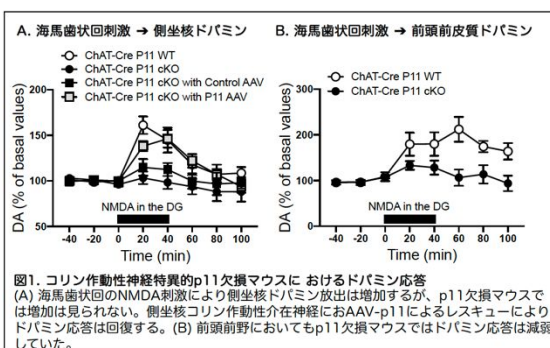 A. 海馬歯状回刺激 → 側坐核ドパミン
ChAT-Cre P11 WT
ChAT-Cre P11 cKO
ChAT-Cre P11 cKO with Control AAV
ChAT-Cre P11 cKO with P11 AAV
DA (% of basal values)
200
150
100
50
NMDA in the DG
-40 -20 0 20 40 60 80 100
Time (min)
B. 海馬歯状回刺激 → 前頭前皮質ドパミン
ChAT-Cre P11 WT
ChAT-Cre P11 cKO
DA (% of basal values)
300
200
100
0
NMDA in the DG
-40 -20 0 20 40 60 80 100
Time (min)
図1. コリン作動性神経特異的p11欠損マウスに おけるドパミン応答
(A) 海馬歯状回のNMDA刺激により側坐核ドパミン放出は増加するが、p11欠損マウスで
は増加は見られない。側坐核コリン作動性介在神経におAAV-p11によるレスキューにより
ドパミン応答は回復する。(B) 前頭前野においてもp11欠損マウスではドパミン応答は減弱
していた。